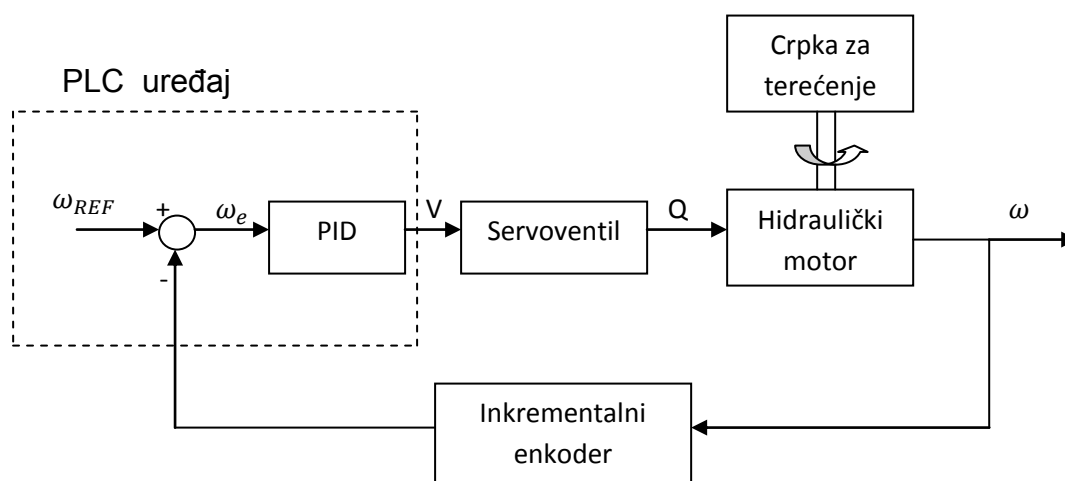 Crpka za
terećenje
PLC uređaj
ω_REF
+
ω_e
-
PID
V
Servoventil
Q
Hidraulički
motor
ω
Inkrementalni
enkoder